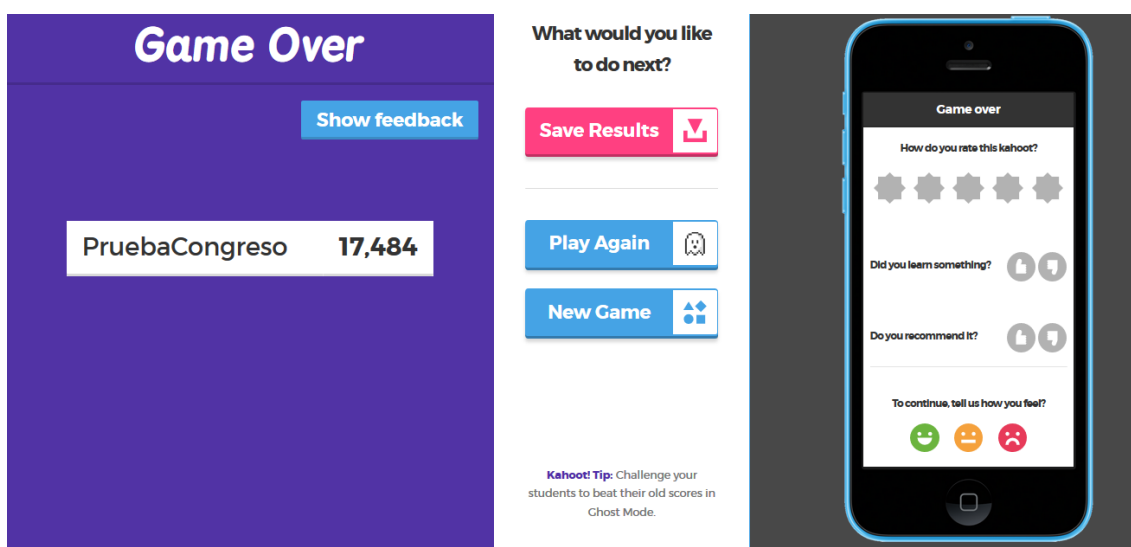 Game Over
Show feedback
PruebaCongreso 17,484
What would you like
to do next?
Save Results
Play Again
New Game
Kahoot! Tip: Challenge your
students to beat their old scores in
Ghost Mode.
Game over
How do you rate this kahoot?
Did you learn something?
Do you recommend it?
To continue, tell us how you feel?